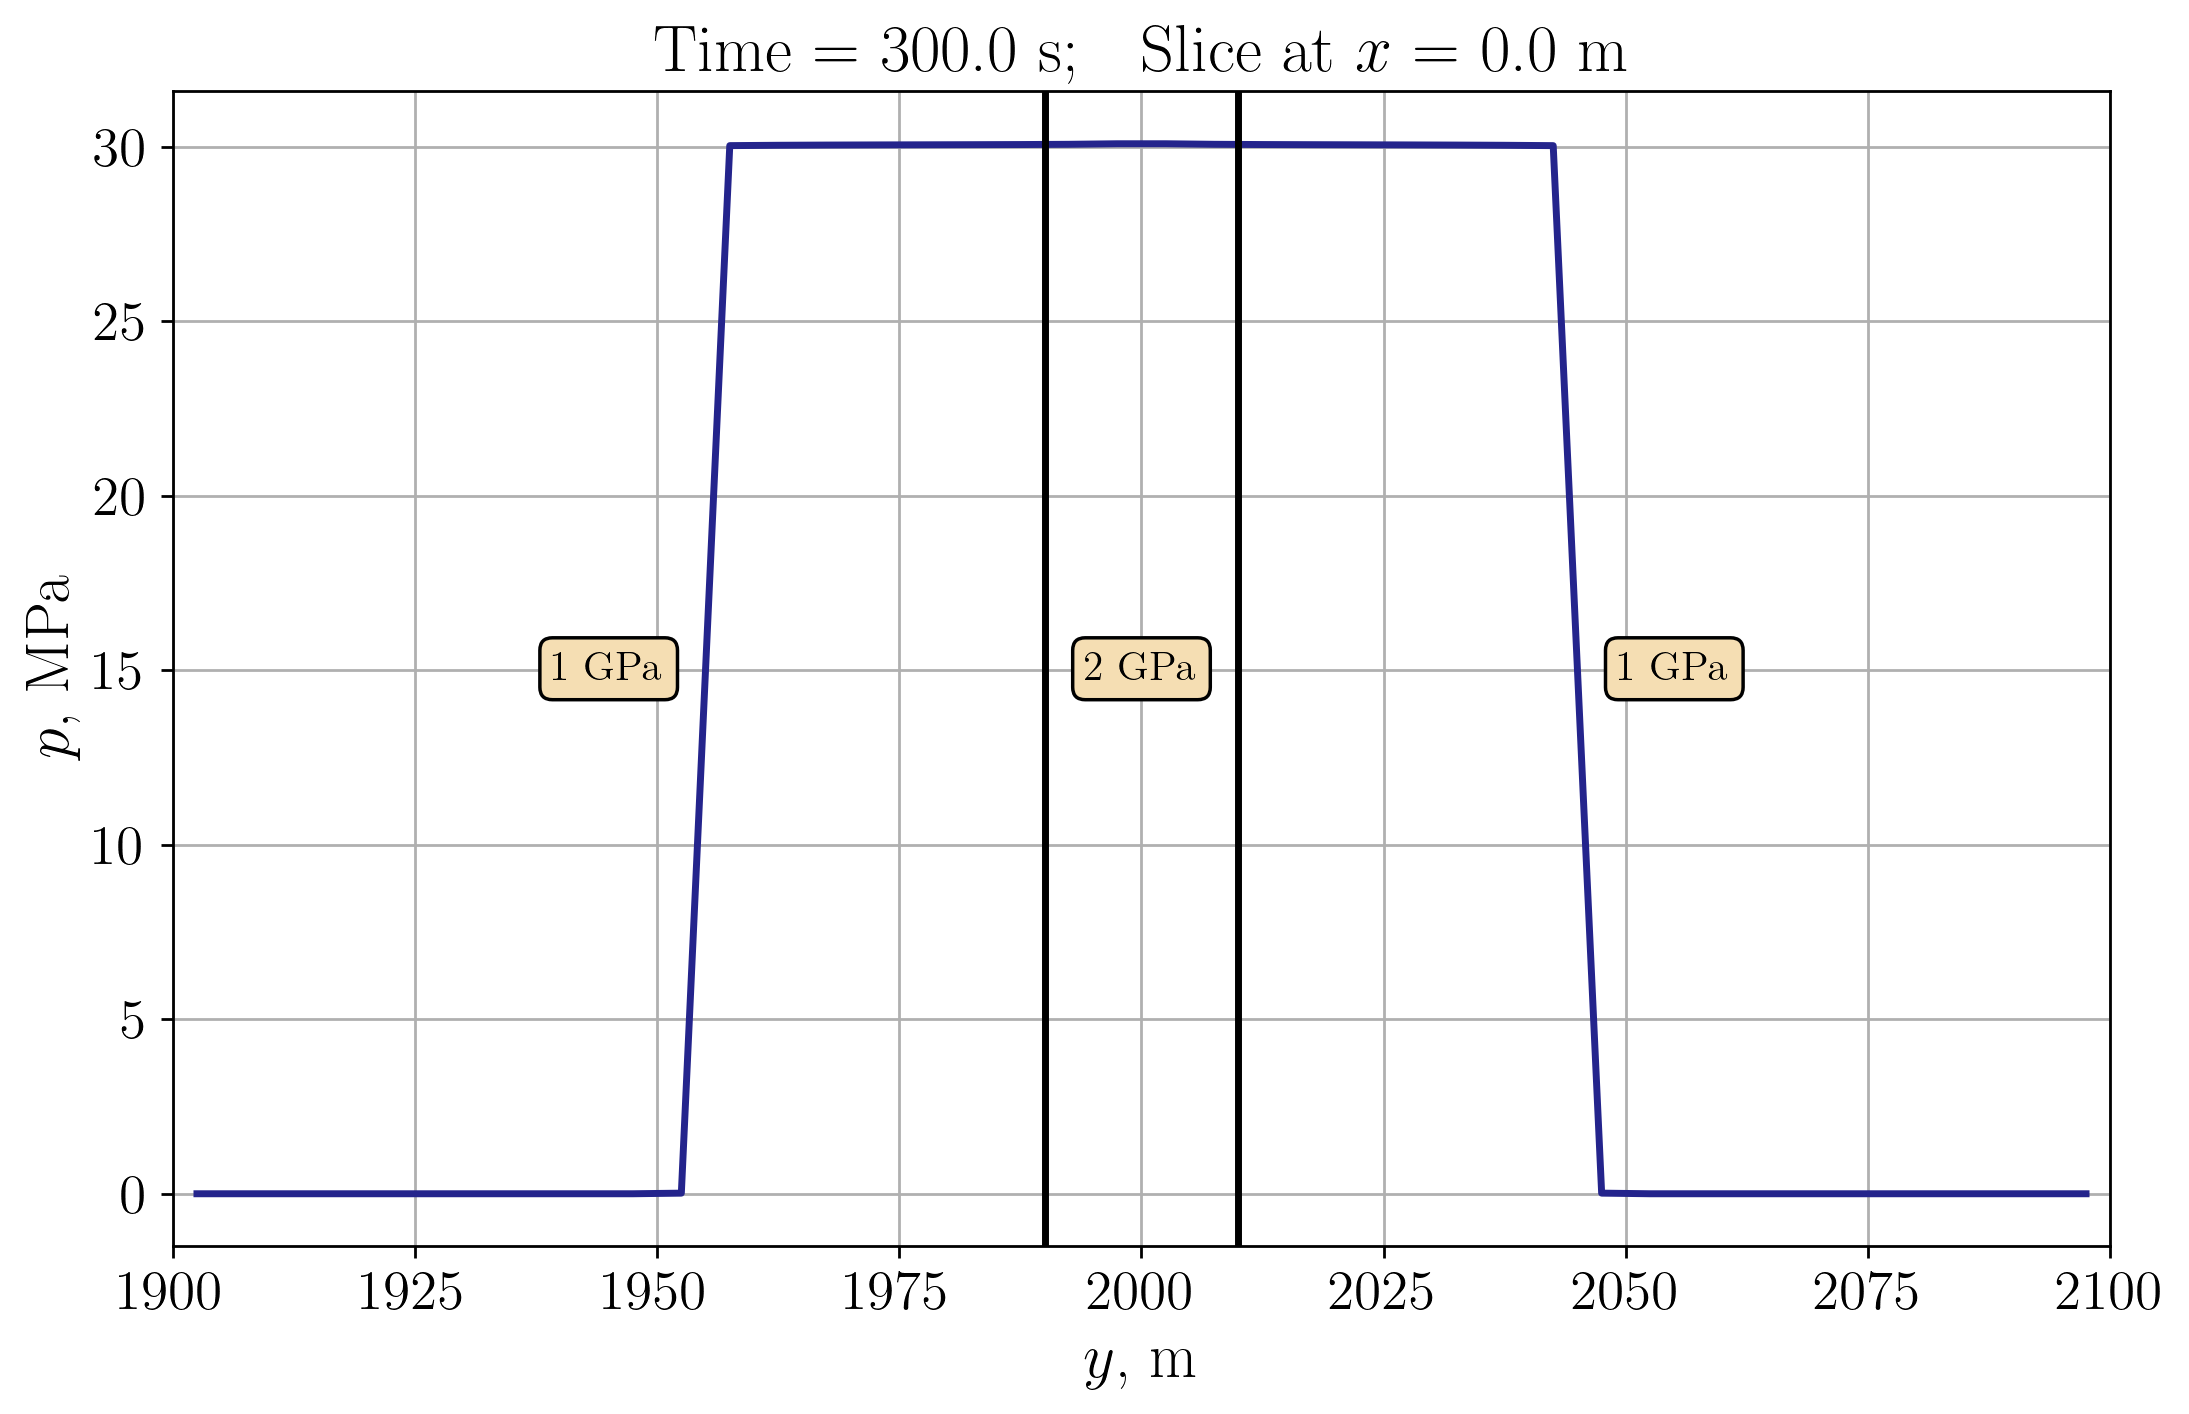 Time = 300.0 s; Slice at x = 0.0 m
30
25
20
15
10
5
0
p, MPa
1 GPa
2 GPa
1 GPa
1900 1925 1950 1975 2000 2025 2050 2075 2100
y, m